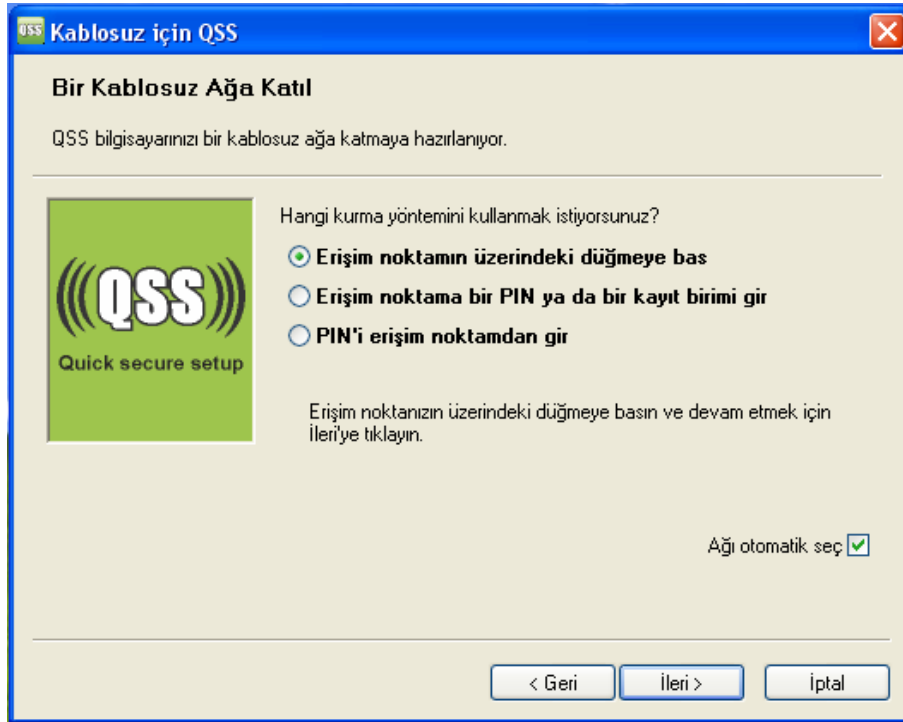 QSS Kablosuz için QSS
Bir Kablosuz Ağa Katıl
QSS bilgisayarınızı bir kablosuz ağa katmaya hazırlanıyor.
Hangi kurma yöntemini kullanmak istiyorsunuz?
Erişim noktamın üzerindeki düğmeye bas
Erişim noktama bir PIN ya da bir kayıt birimi gir
PIN'i erişim noktamdan gir
(((QSS)))
Quick secure setup
Erişim noktanızın üzerindeki düğmeye basın ve devam etmek için
İleri'ye tıklayın.
Ağı otomatik seç
< Geri
İleri >
İptal